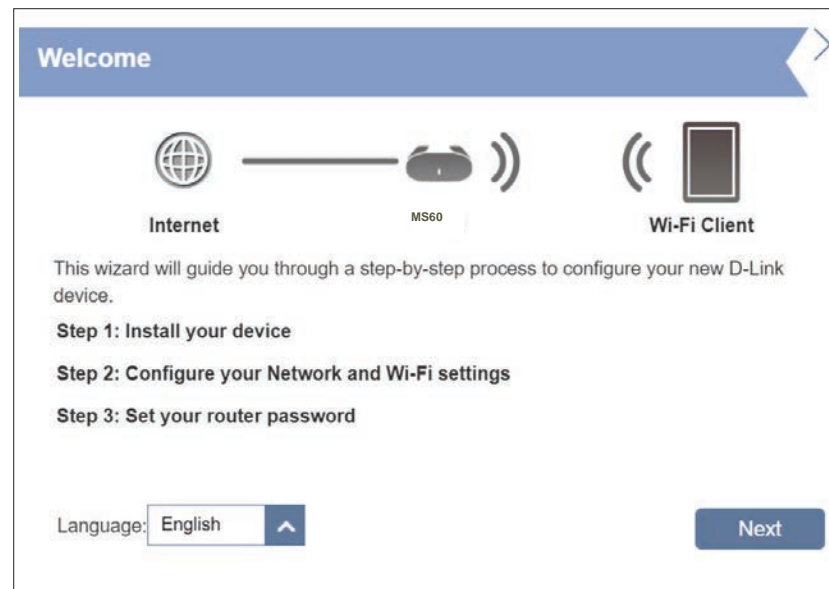 Welcome
Internet
MS60
Wi-Fi Client
This wizard will guide you through a step-by-step process to configure your new D-Link
device.
Step 1: Install your device
Step 2: Configure your Network and Wi-Fi settings
Step 3: Set your router password
Language: English
Next